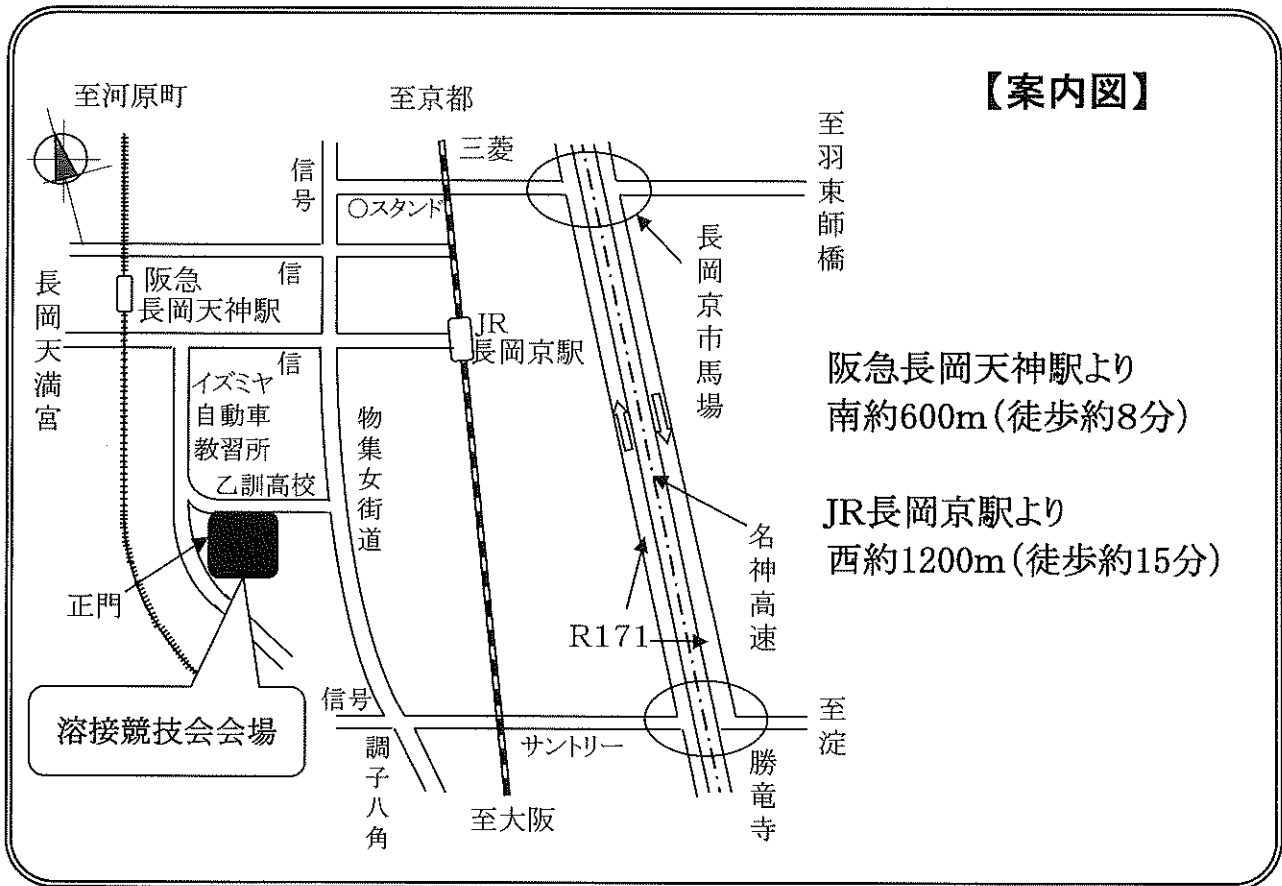 【案内図】
至河原町
至京都
三菱
至羽束師橋
信号
○スタンド
信
阪急
長岡天神駅
長岡天満宮
長岡京市馬場
JR
長岡京駅
信
イズミヤ
自動車
教習所
乙訓高校
物集女街道
阪急長岡天神駅より
南約600m(徒歩約8分)
JR長岡京駅より
西約1200m(徒歩約15分)
正門
名神高速
R171
溶接競技会会場
信号
調子八角
サントリー
至淀
勝竜寺
至大阪